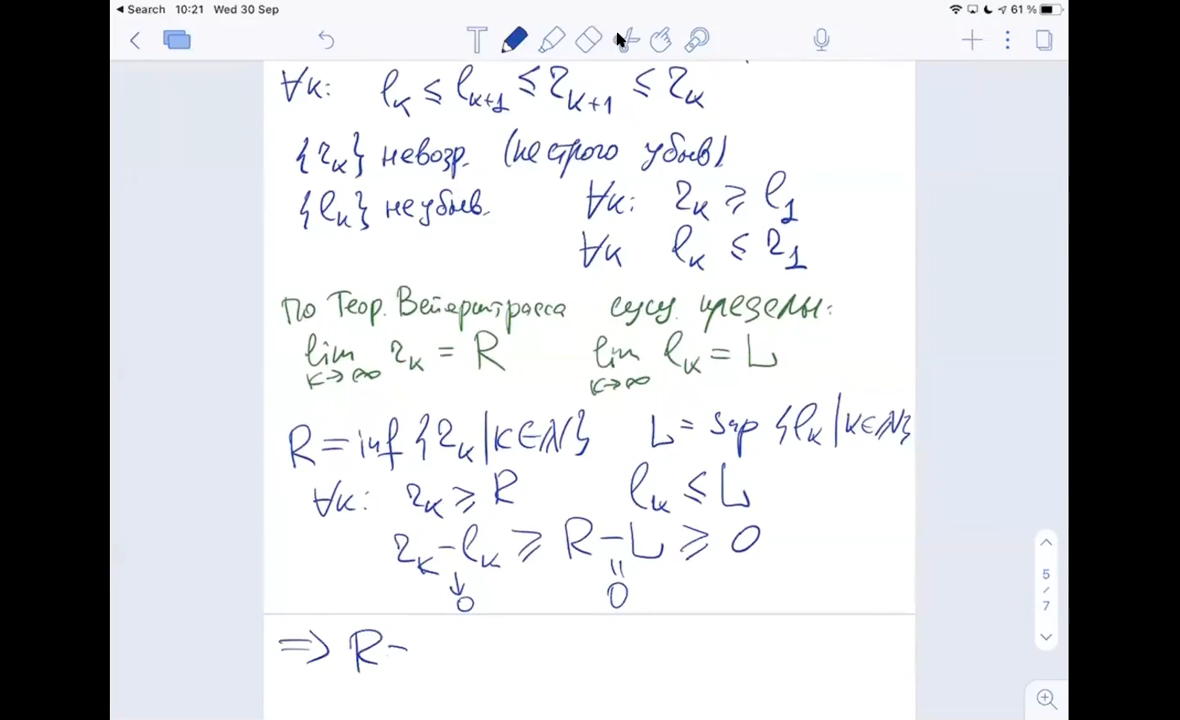 Search 10:21 Wed 30 Sep 61 %
∀k: l_k ≤ l_{k+1} ≤ r_{k+1} ≤ r_k
{r_k} невозр. (нестрого убыв)
{l_k} неубыв. ∀k: r_k ⩾ l_1
∀k l_k ≤ r_1
По Теор. Вейерштрасса сущ. пределы:
lim_{k→∞} r_k = R lim_{k→∞} l_k = L
R = inf {r_k | k∈ℕ} L = sup {l_k | k∈ℕ}
∀k: r_k ⩾ R l_k ≤ L
r_k − l_k ⩾ R − L ⩾ 0
↓ 0 = 0
⇒ R −
5 / 7